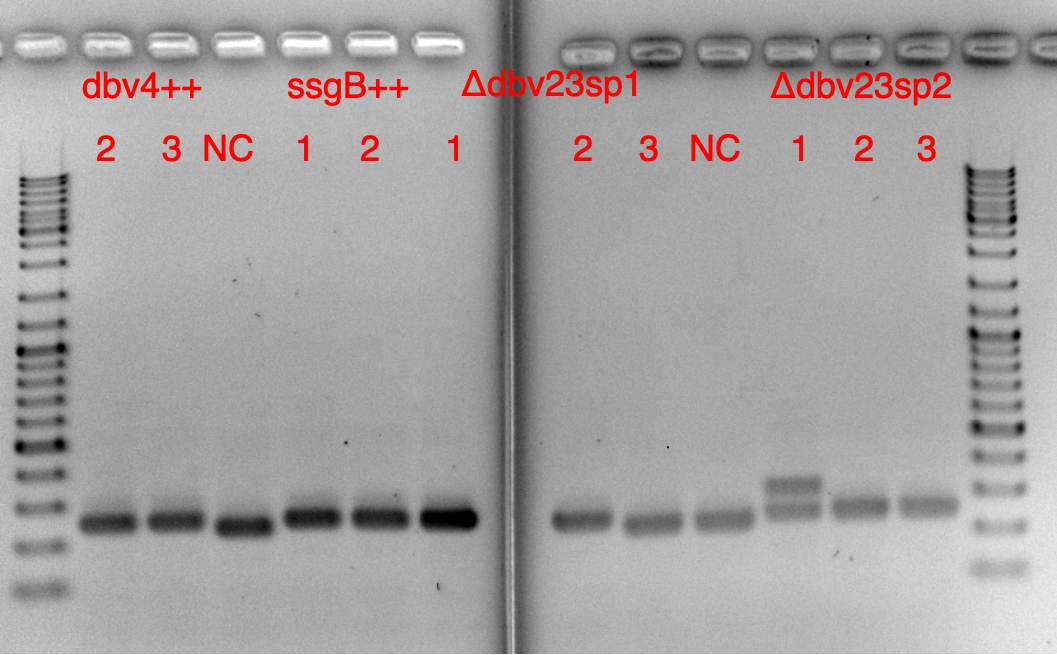 dbv4++ ssgB++ Δdbv23sp1 Δdbv23sp2
2 3 NC 1 2 1 2 3 NC 1 2 3